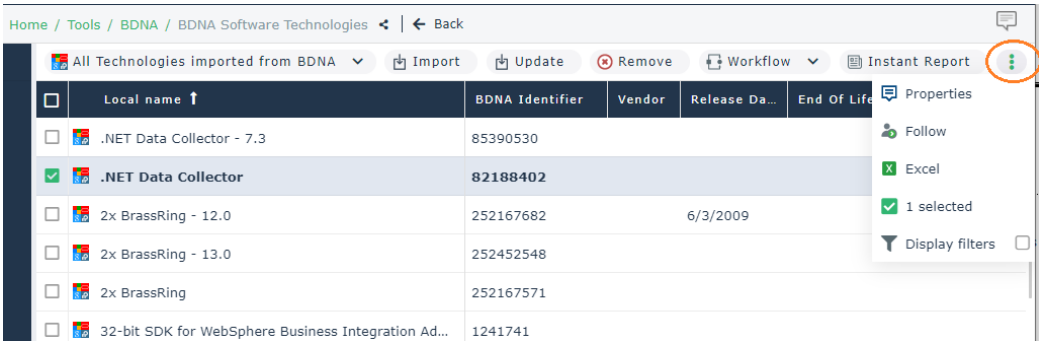 Home / Tools / BDNA / BDNA Software Technologies Back
All Technologies imported from BDNA Import Update Remove Workflow Instant Report
Local name BDNA Identifier Vendor Release Da... End Of Life
Properties
.NET Data Collector - 7.3 85390530
Follow
.NET Data Collector 82188402
Excel
2x BrassRing - 12.0 252167682 6/3/2009
1 selected
2x BrassRing - 13.0 252452548
Display filters
2x BrassRing 252167571
32-bit SDK for WebSphere Business Integration Ad... 1241741